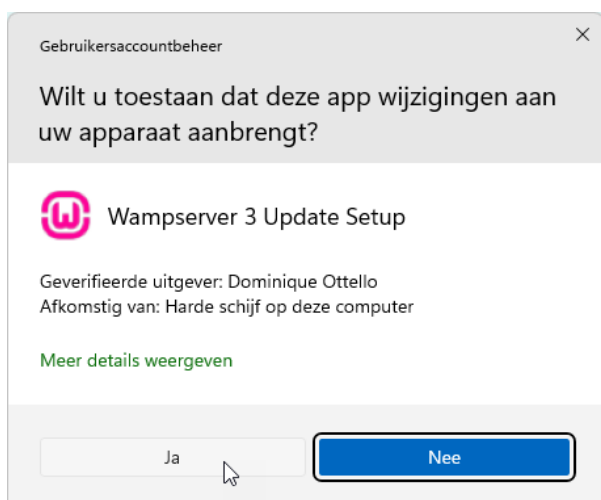 Gebruikersaccountbeheer
Wilt u toestaan dat deze app wijzigingen aan
uw apparaat aanbrengt?
Wampserver 3 Update Setup
Geverifieerde uitgever: Dominique Ottello
Afkomstig van: Harde schijf op deze computer
Meer details weergeven
Ja
Nee